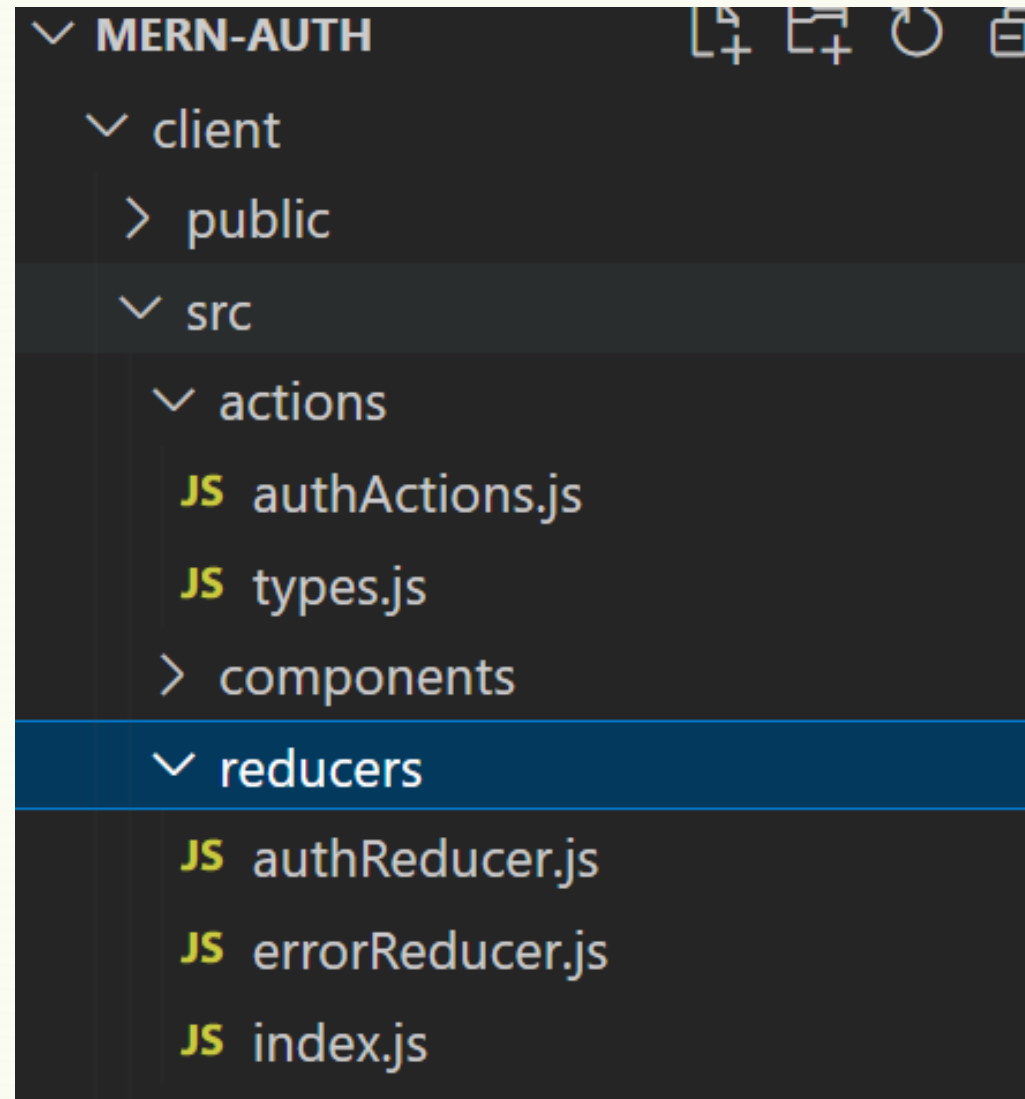 MERN-AUTH
client
public
src
actions
JS authActions.js
JS types.js
components
reducers
JS authReducer.js
JS errorReducer.js
JS index.js